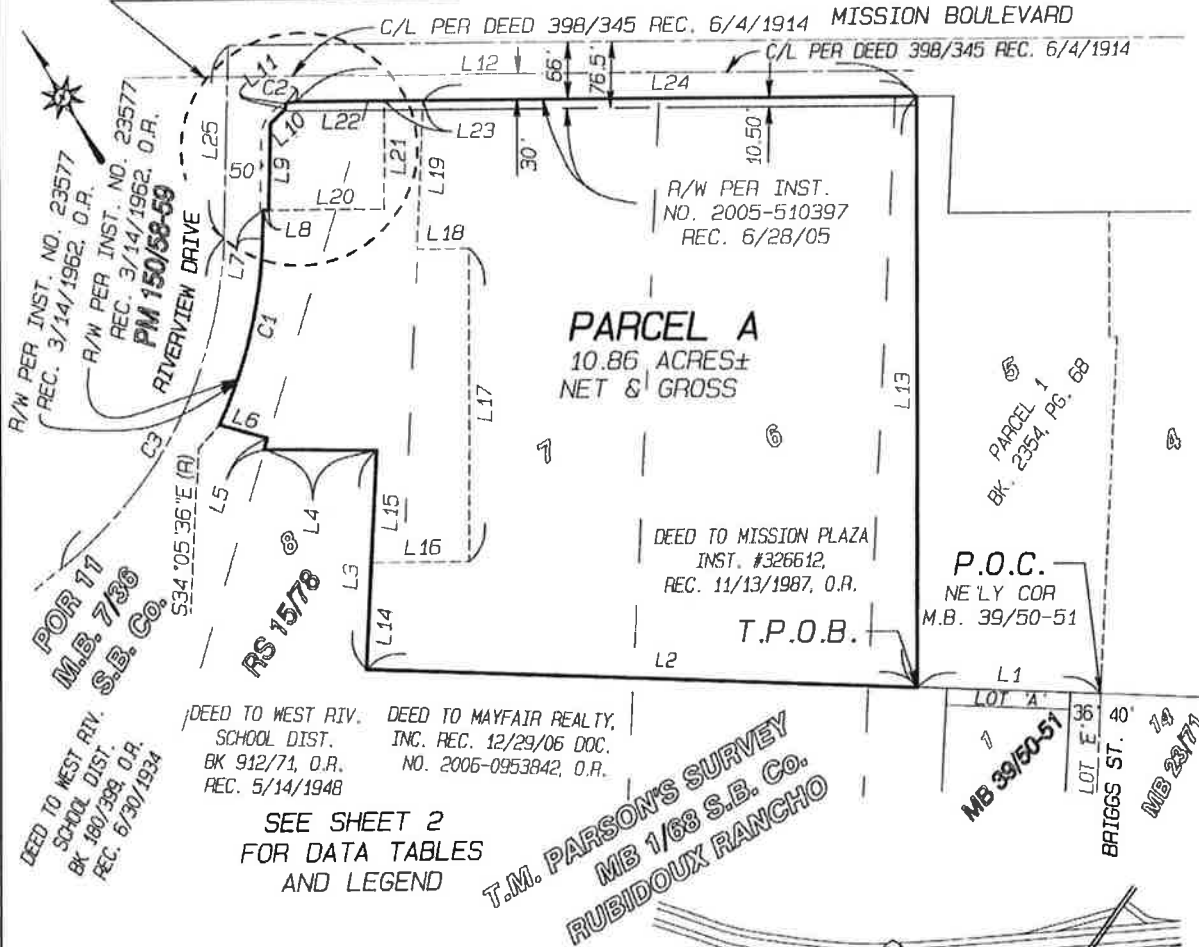 C/L PER DEED 398/345 REC. 6/4/1914
MISSION BOULEVARD
C/L PER DEED 398/345 REC. 6/4/1914
L11
L12
66'
76.5'
L24
C2
L10
L22
L23
L25
50
L9
L21
L19
30'
10.50'
L20
L8
L18
L7
R/W PER INST. NO. 23577
REC. 3/14/1962, O.R.
R/W PER INST. NO. 23577
REC. 3/14/1962, O.R.
PM 150/58-59
RIVERVIEW DRIVE
R/W PER INST.
NO. 2005-510397
REC. 6/28/05
C1
PARCEL A
10.86 ACRES±
NET & GROSS
L17
L13
5
PARCEL 1
BK. 2354, PG. 68
4
C3
L6
7
6
L5
L4
L15
S34°05'36"E (R)
8
L16
L3
L14
RS 15/78
DEED TO MISSION PLAZA
INST. #326612,
REC. 11/13/1987, O.R.
P.O.C.
NE'LY COR
M.B. 39/50-51
T.P.O.B.
L2
L1
POR 11
M.B. 7/36
S.B. Co.
LOT 'A'
36'
40'
1
14
LOT 'E'
BRIGGS ST.
MB 39/50-51
MB 23/71
DEED TO WEST RIV.
SCHOOL DIST.
BK 180/399, O.R.
REC. 6/30/1934
DEED TO WEST RIV.
SCHOOL DIST.
BK 912/71, O.R.
REC. 5/14/1948
DEED TO MAYFAIR REALTY,
INC. REC. 12/29/06 DOC.
NO. 2006-0953842, O.R.
SEE SHEET 2
FOR DATA TABLES
AND LEGEND
T.M. PARSON'S SURVEY
MB 1/68 S.B. Co.
RUBIDOUX RANCHO